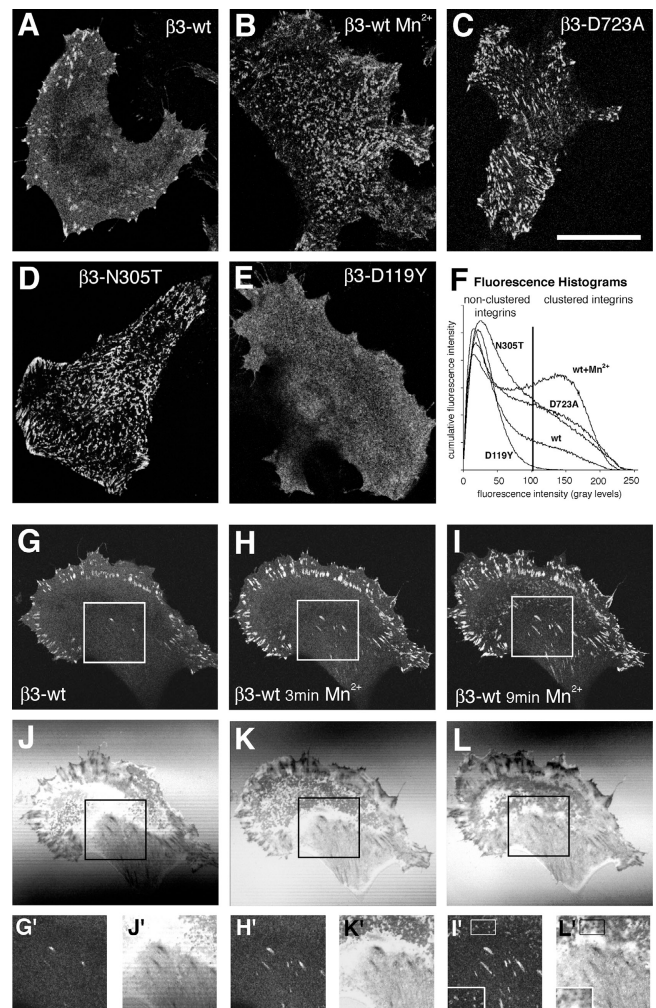 A β3-wt
B β3-wt Mn²⁺
C β3-D723A
D β3-N305T
E β3-D119Y
F Fluorescence Histograms
non-clustered integrins
clustered integrins
cumulative fluorescence intensity
N305T
wt+Mn²⁺
D723A
wt
D119Y
0 50 100 150 200 250
fluorescence intensity (gray levels)
G
β3-wt
H
β3-wt 3min Mn²⁺
I
β3-wt 9min Mn²⁺
J
K
L
G'
J'
H'
K'
I'
L'